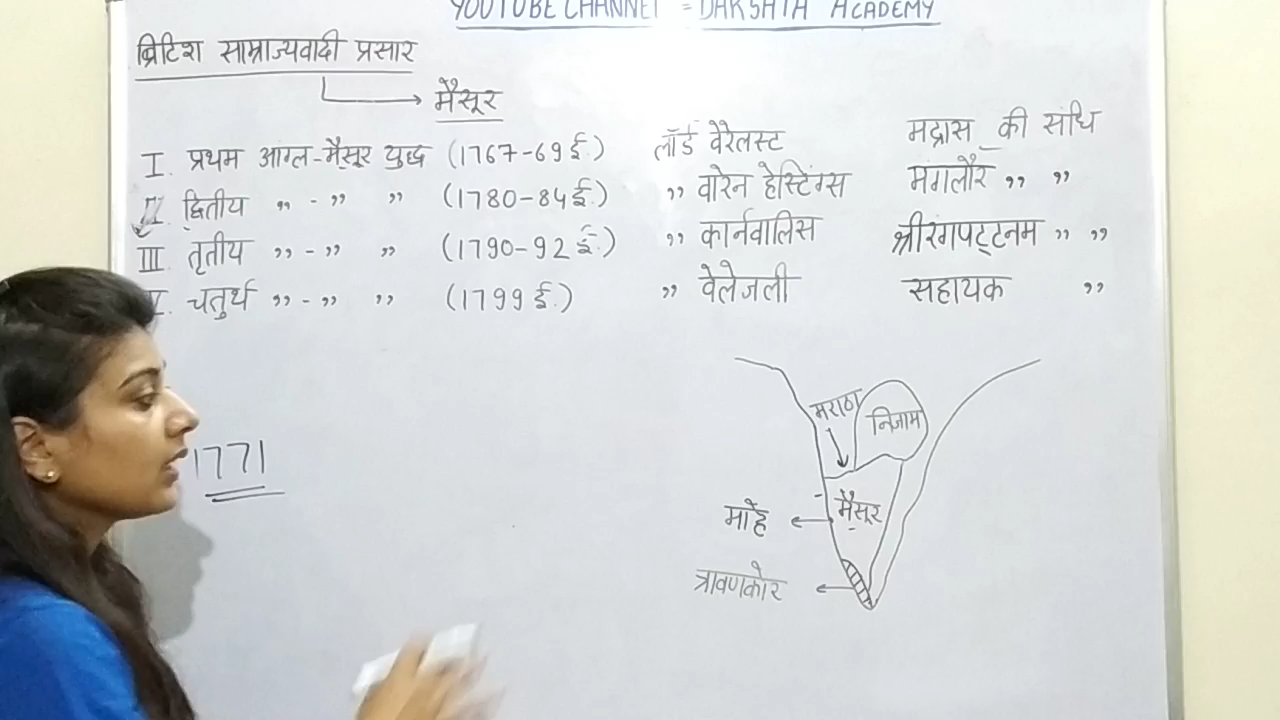 YOUTUBE CHANNEL = DAKSHTA ACADEMY
ब्रिटिश साम्राज्यवादी प्रसार
मैसूर
I. प्रथम आंग्ल-मैसूर युद्ध (1767-69 ई.) लॉर्ड वेरेलस्ट मद्रास की संधि
II. द्वितीय ,, - ,, ,, (1780-84 ई.) ,, वारेन हेस्टिंग्स मंगलौर ,, ,,
III. तृतीय ,, - ,, ,, (1790-92 ई.) ,, कार्नवालिस श्रीरंगपट्टनम ,, ,,
चतुर्थ ,, - ,, ,, (1799 ई.) ,, वेलेजली सहायक ,,
मराठा निजाम
1771
माहे मैसूर
त्रावणकोर